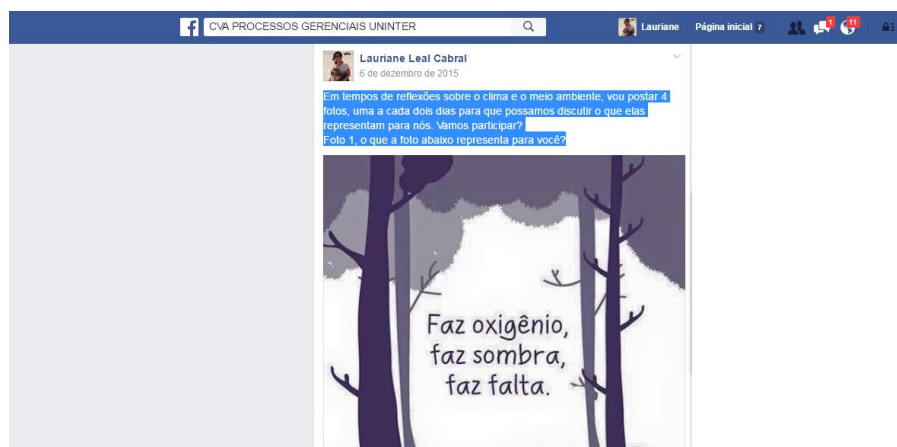 CVA PROCESSOS GERENCIAIS UNINTER
Lauriane
Página inicial 7
1
11
Lauriane Leal Cabral
6 de dezembro de 2015
Em tempos de reflexões sobre o clima e o meio ambiente, vou postar 4
fotos, uma a cada dois dias para que possamos discutir o que elas
representam para nós. Vamos participar?
Foto 1, o que a foto abaixo representa para você?
Faz oxigênio,
faz sombra,
faz falta.